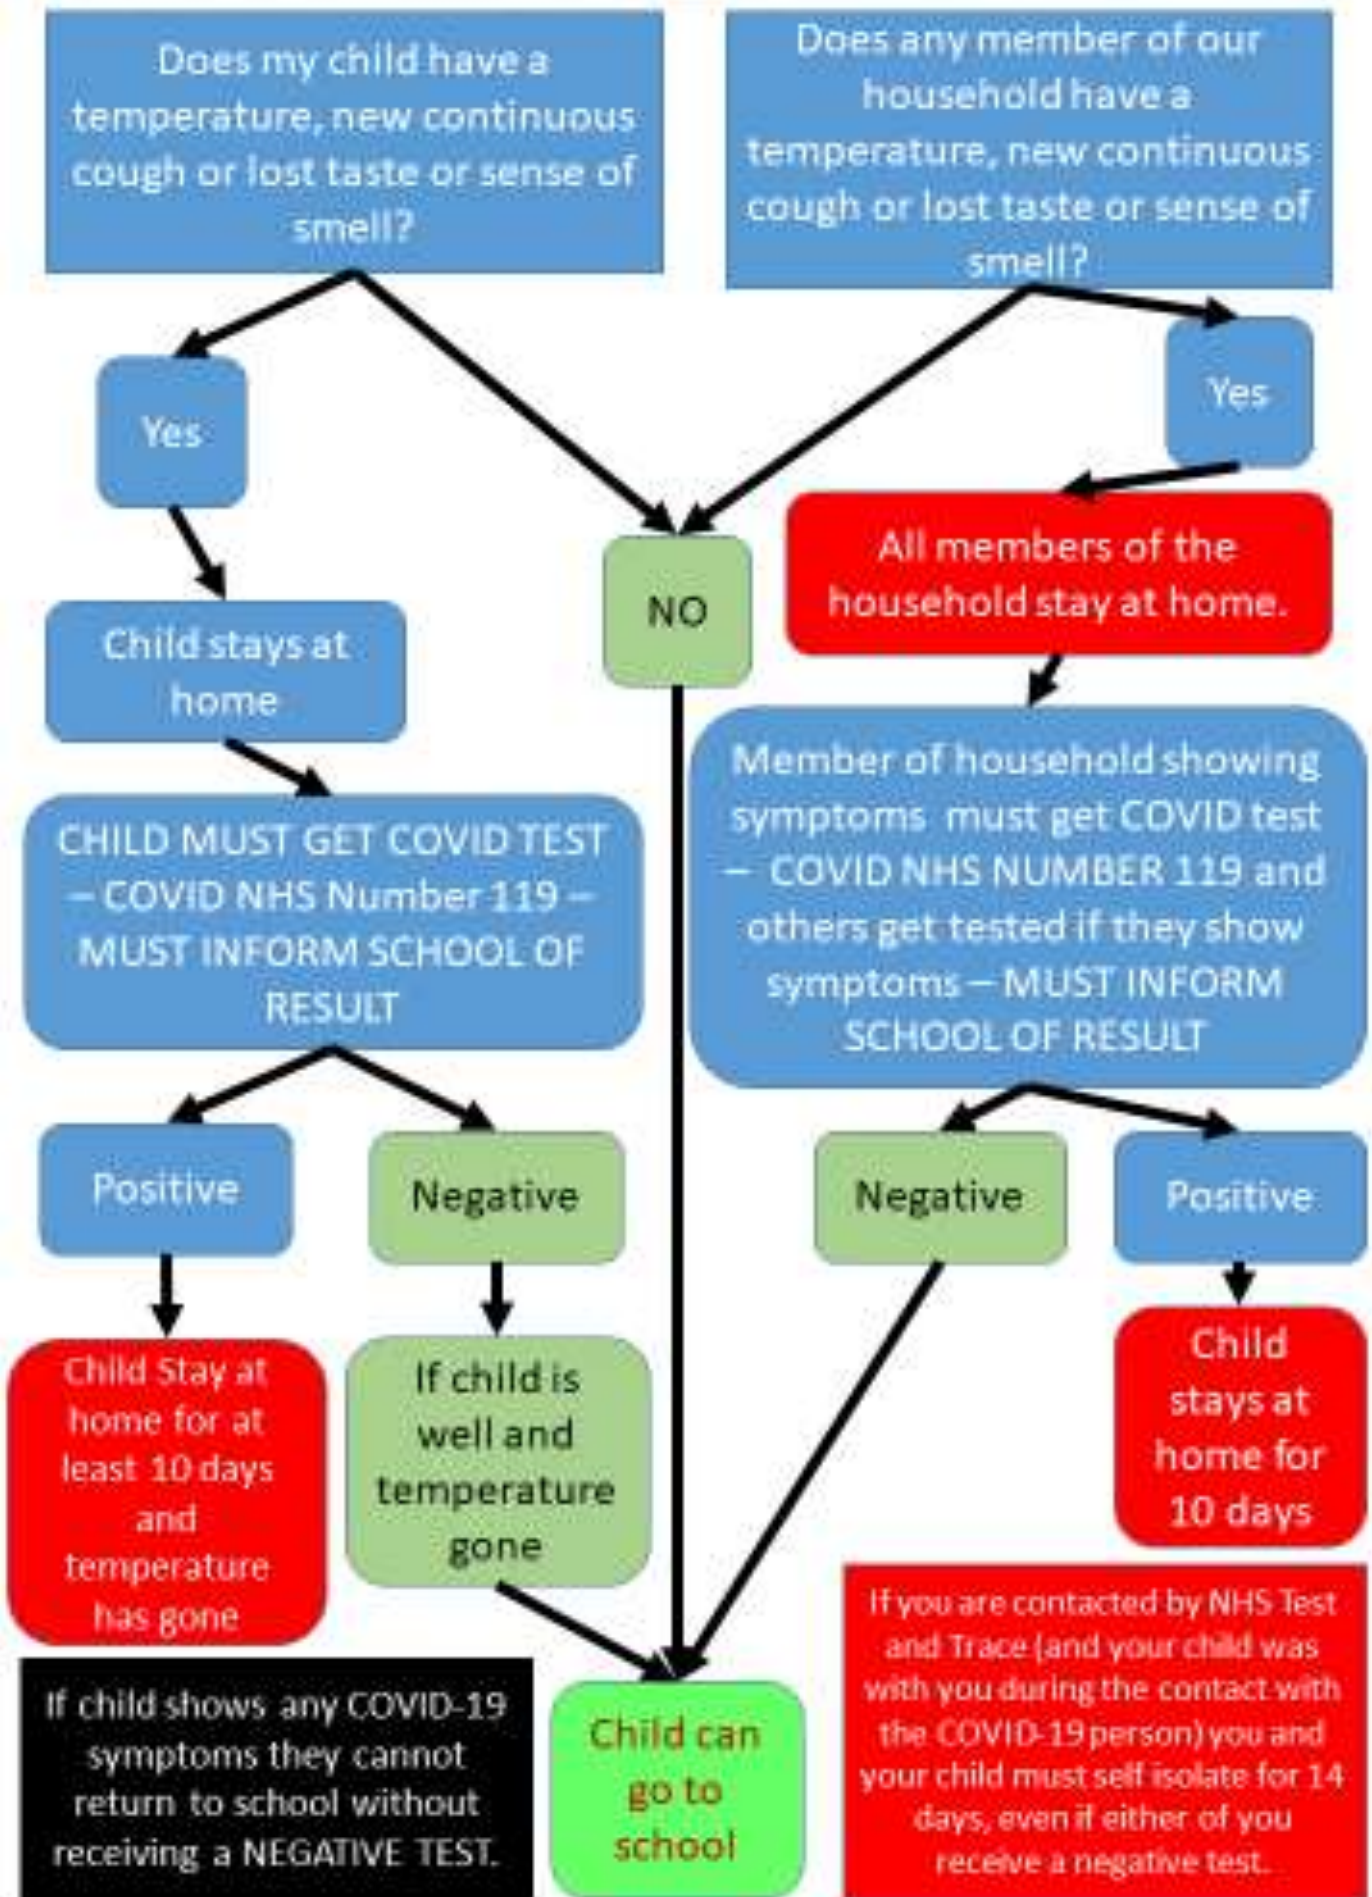 Does my child have a
temperature, new continuous
cough or lost taste or sense of
smell?
Does any member of our
household have a
temperature, new continuous
cough or lost taste or sense of
smell?
Yes
Yes
NO
All members of the
household stay at home.
Child stays at
home
Member of household showing
symptoms must get COVID test
– COVID NHS NUMBER 119 and
others get tested if they show
symptoms – MUST INFORM
SCHOOL OF RESULT
CHILD MUST GET COVID TEST
– COVID NHS Number 119 –
MUST INFORM SCHOOL OF
RESULT
Positive
Negative
Negative
Positive
Child Stay at
home for at
least 10 days
and
temperature
has gone
If child is
well and
temperature
gone
Child
stays at
home for
10 days
If child shows any COVID-19
symptoms they cannot
return to school without
receiving a NEGATIVE TEST.
Child can
go to
school
If you are contacted by NHS Test
and Trace (and your child was
with you during the contact with
the COVID-19 person) you and
your child must self isolate for 14
days, even if either of you
receive a negative test.